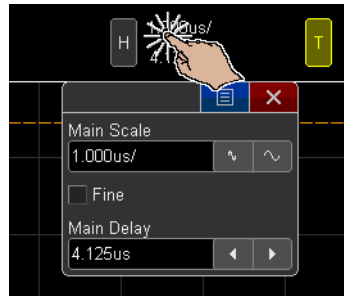 H
T
Main Scale
1.000us/
Fine
Main Delay
4.125us